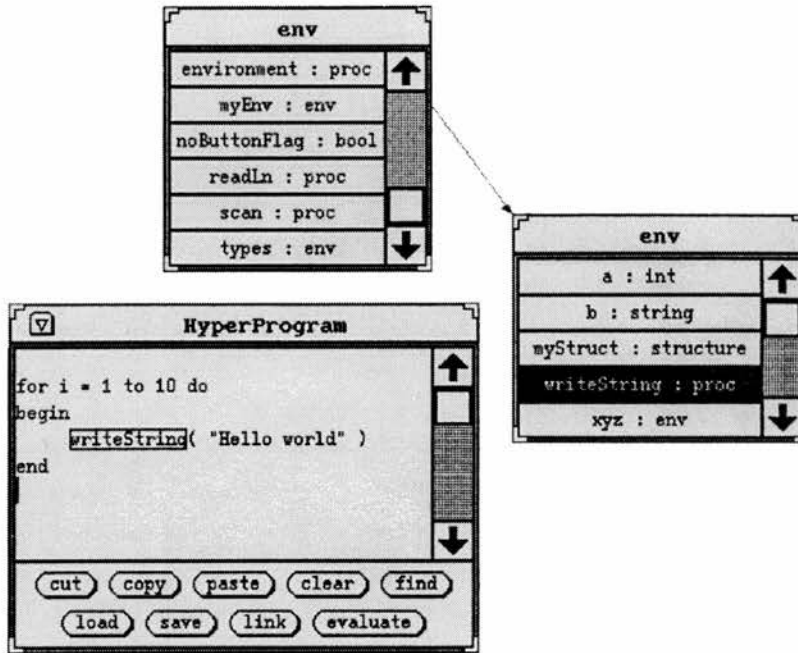 env
environment : proc
myEnv : env
noButtonFlag : bool
readLn : proc
scan : proc
types : env
env
a : int
b : string
myStruct : structure
writeString : proc
xyz : env
HyperProgram
for i = 1 to 10 do
begin
writeString( "Hello world" )
end
cut copy paste clear find
load save link evaluate